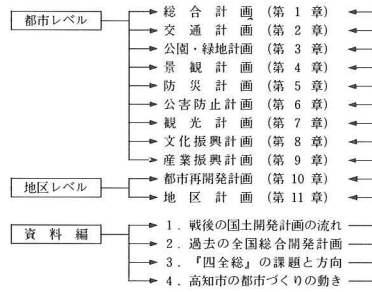 都市レベル
総合計画(第1章)
交通計画(第2章)
公園・緑地計画(第3章)
景観計画(第4章)
防災計画(第5章)
公害防止計画(第6章)
観光計画(第7章)
文化振興計画(第8章)
産業振興計画(第9章)
地区レベル
都市再開発計画(第10章)
地区計画(第11章)
資料編
1.戦後の国土開発計画の流れ
2.過去の全国総合開発計画
3.『四全総』の課題と方向
4.高知市の都市づくりの動き